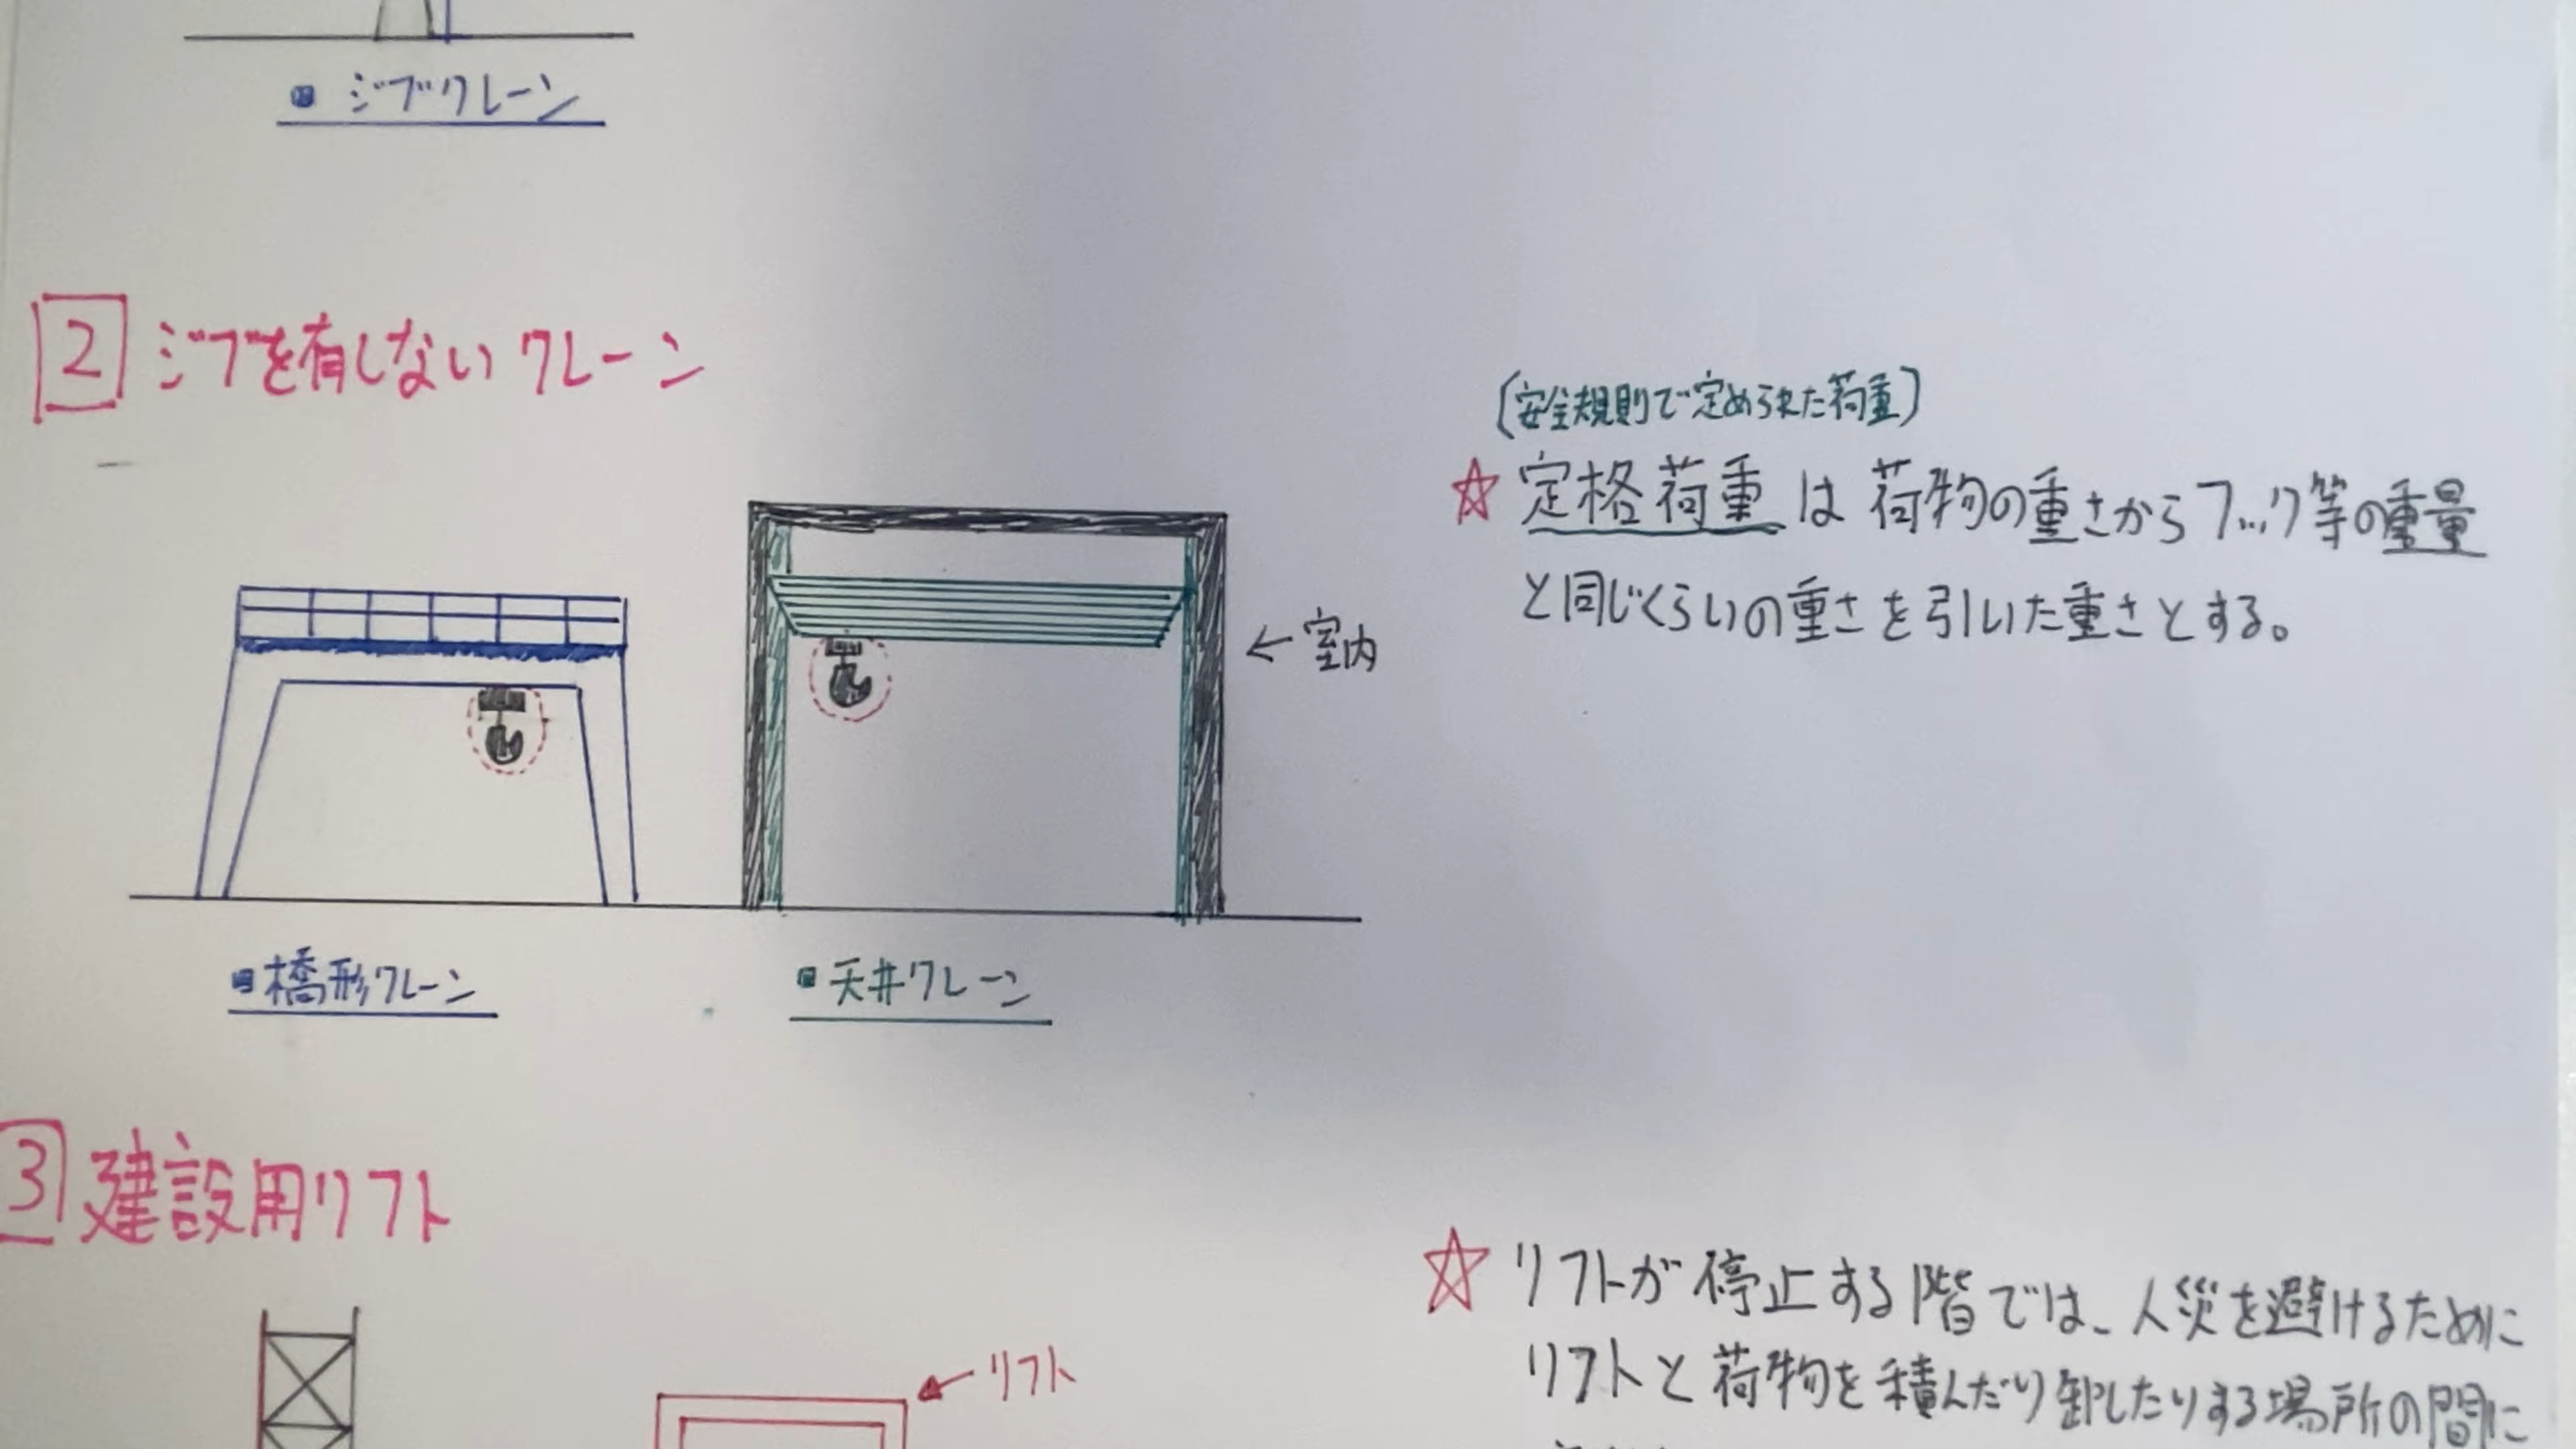 ■ ジブクレーン
2 ジブを有しないクレーン
(安全規則で定められた荷重)
☆ 定格荷重は荷物の重さからフック等の重量
と同じくらいの重さを引いた重さとする。
← 室内
■橋形クレーン
■天井クレーン
3 建設用リフト
☆ リフトが停止する階では、人災を避けるために
リフトと荷物を積んだり卸したりする場所の間に
リフト